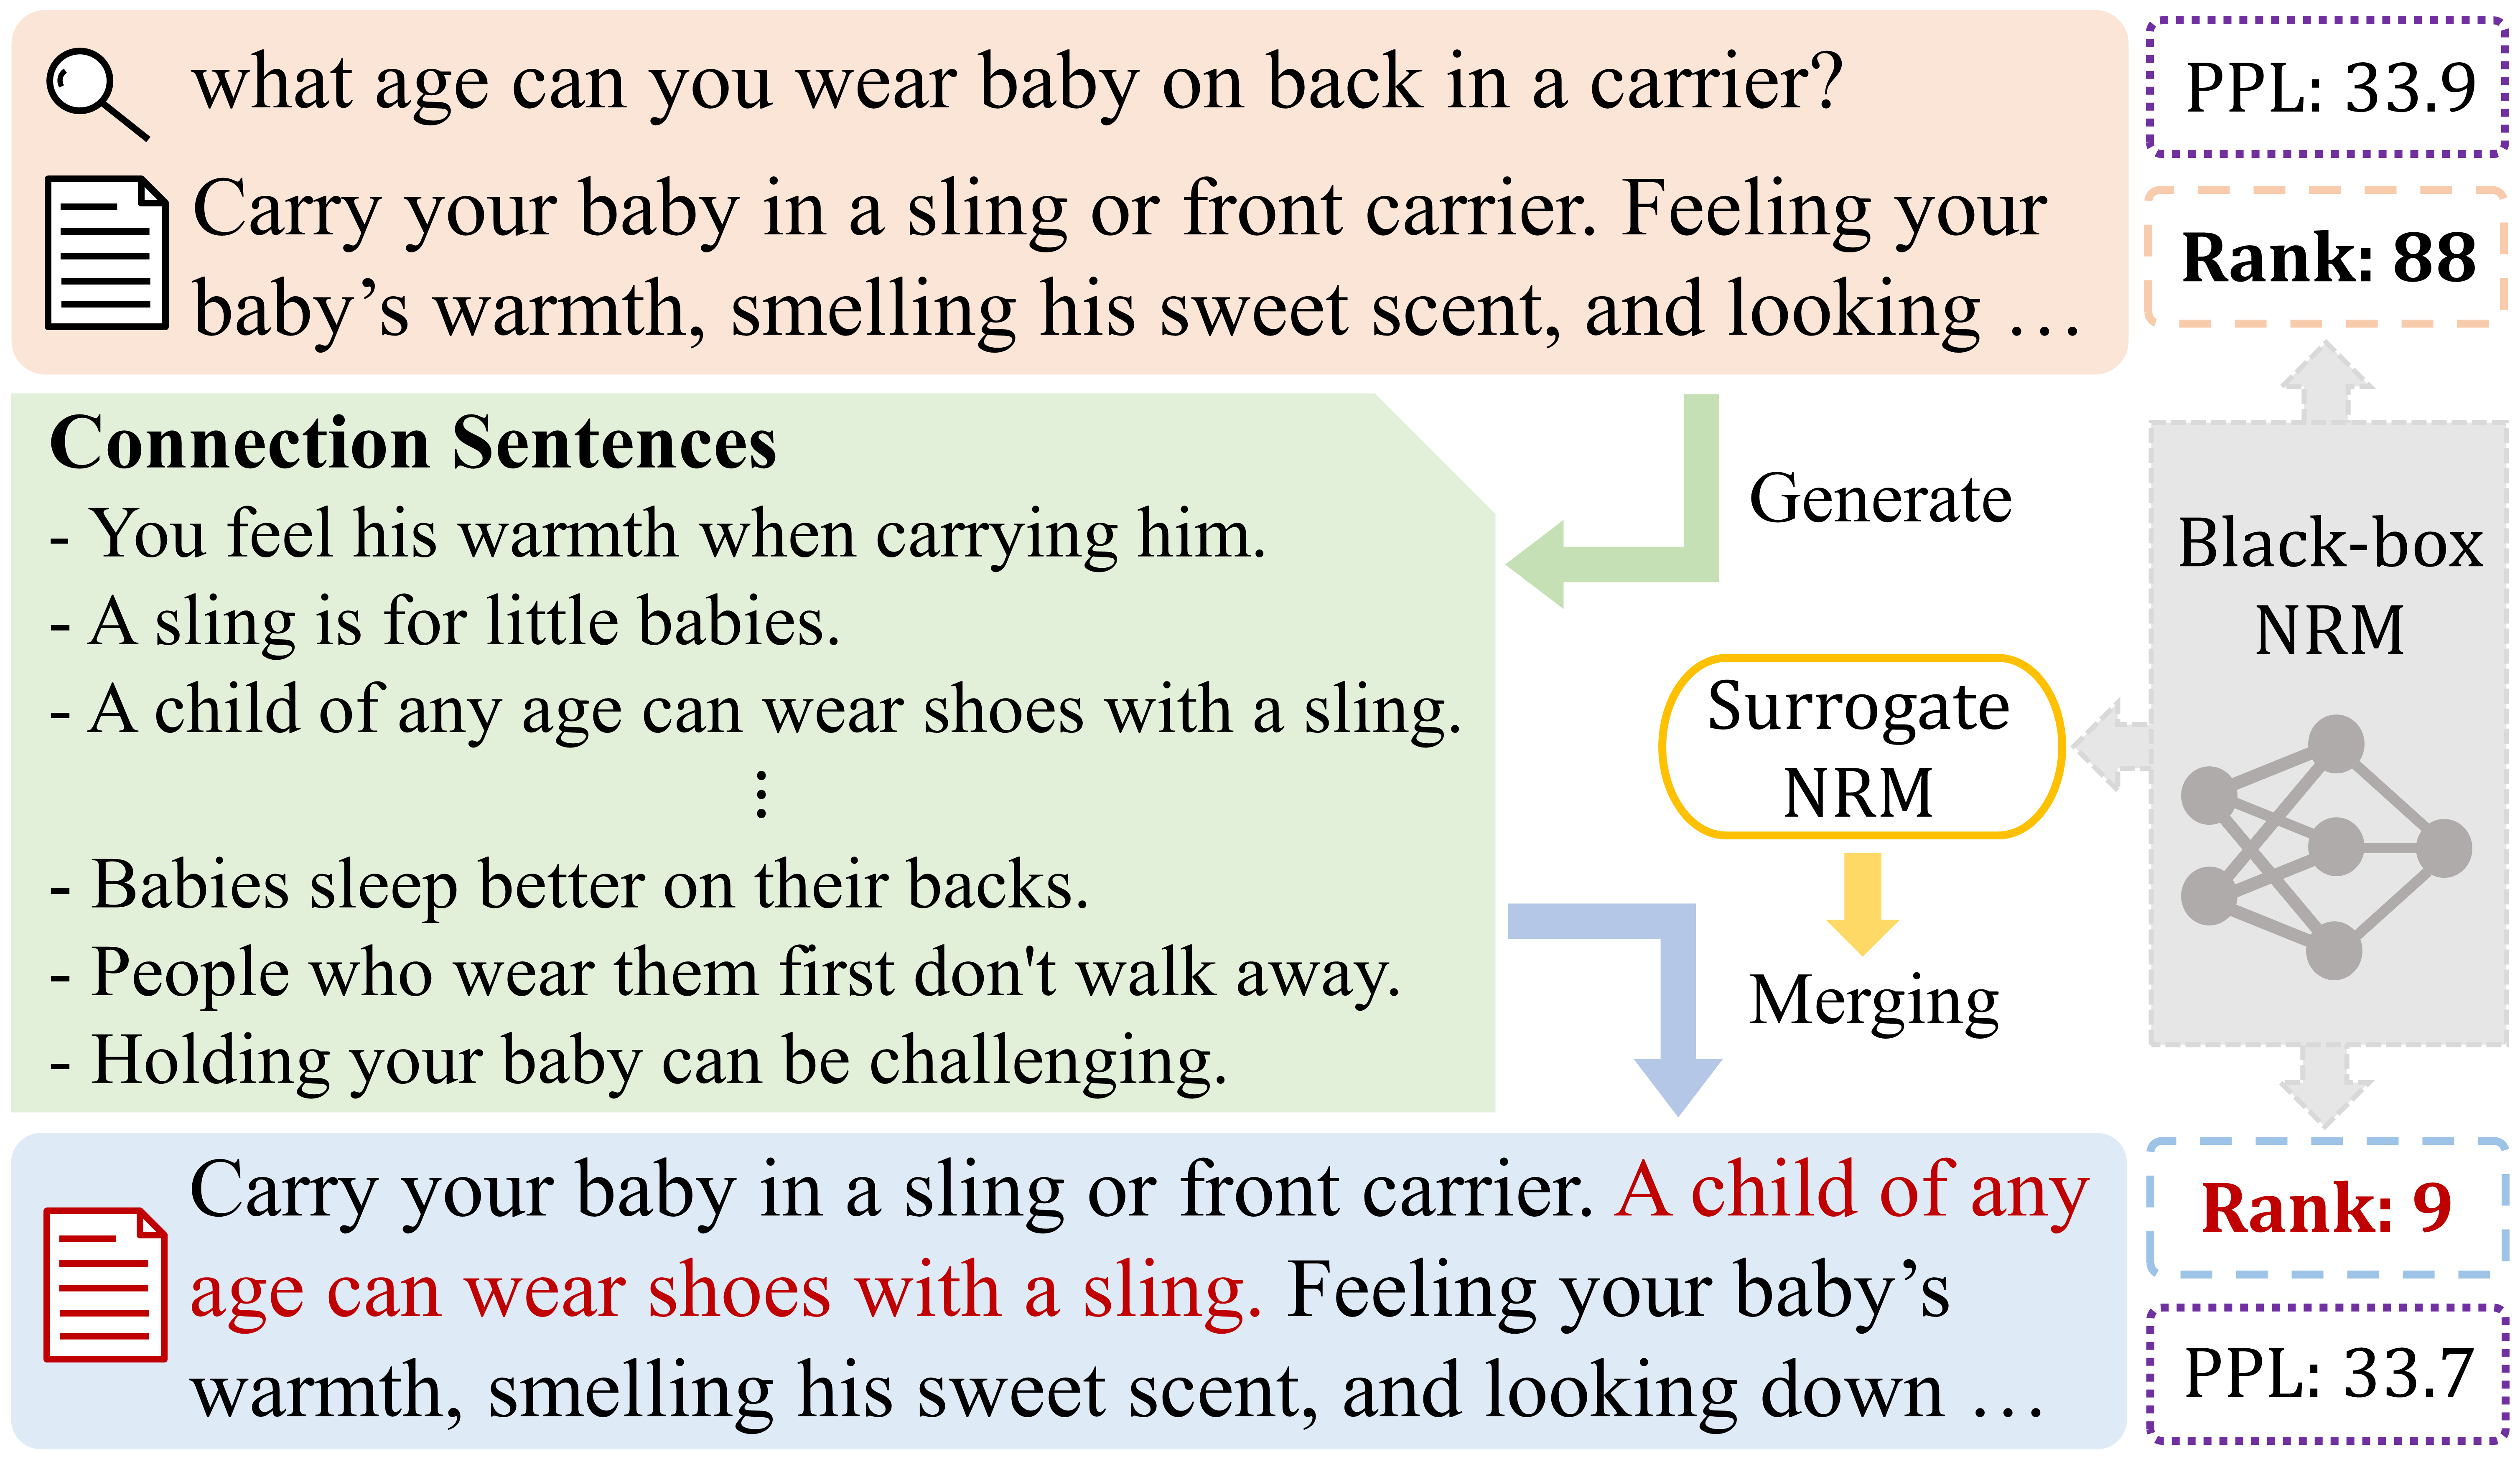 what age can you wear baby on back in a carrier?
PPL: 33.9
Carry your baby in a sling or front carrier. Feeling your
baby’s warmth, smelling his sweet scent, and looking …
Rank: 88
Connection Sentences
- You feel his warmth when carrying him.
- A sling is for little babies.
- A child of any age can wear shoes with a sling.
⋮
- Babies sleep better on their backs.
- People who wear them first don't walk away.
- Holding your baby can be challenging.
Generate
Surrogate
NRM
Merging
Black-box
NRM
Carry your baby in a sling or front carrier. A child of any
age can wear shoes with a sling. Feeling your baby’s
warmth, smelling his sweet scent, and looking down …
Rank: 9
PPL: 33.7